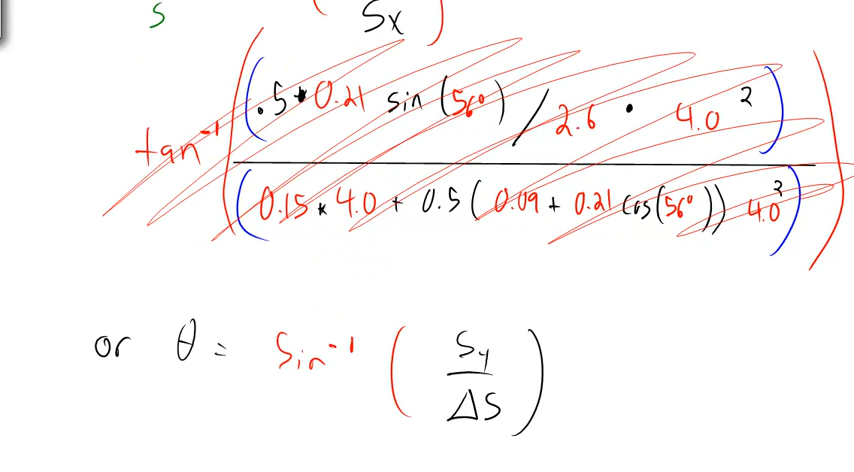 s ( Sx )
tan⁻¹ ( (.5 * 0.21 sin (56°) / 2.6 · 4.0²)
(0.15 * 4.0 + 0.5 (0.09 + 0.21 cos(56°)) 4.0²) )
or θ = Sin⁻¹ ( Sy
ΔS )